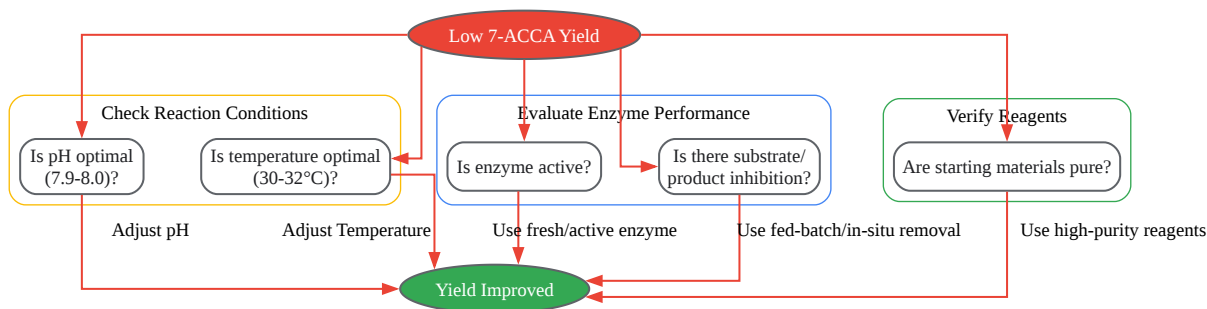 Low 7-ACCA Yield
Check Reaction Conditions
Evaluate Enzyme Performance
Verify Reagents
Is pH optimal
(7.9-8.0)?
Is temperature optimal
(30-32°C)?
Is enzyme active?
Is there substrate/
product inhibition?
Are starting materials pure?
Adjust pH
Adjust Temperature
Use fresh/active enzyme
Use fed-batch/in-situ removal
Use high-purity reagents
Yield Improved